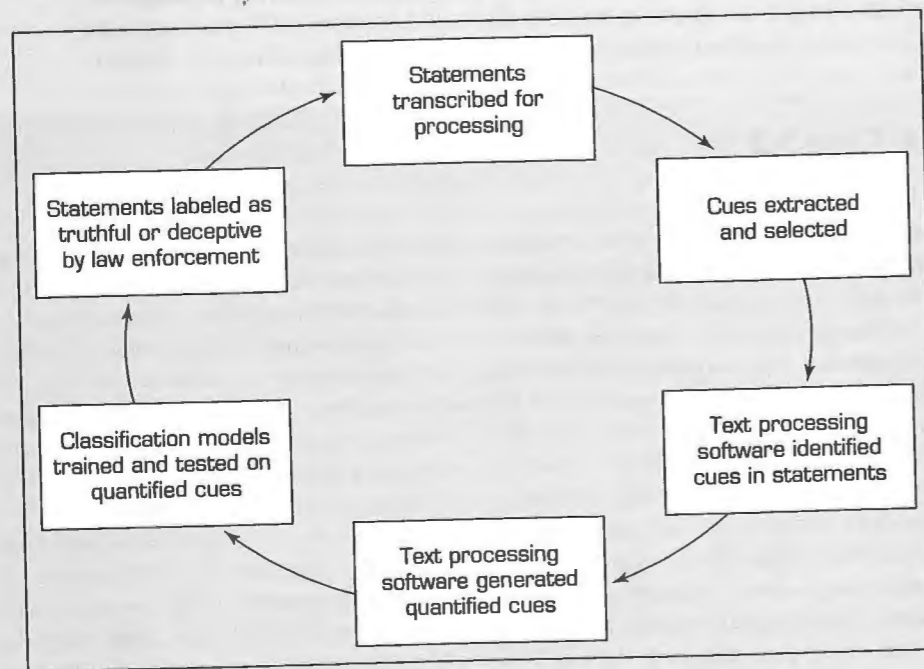 Statements
transcribed for
processing
Cues extracted
and selected
Text processing
software identified
cues in statements
Text processing
software generated
quantified cues
Classification models
trained and tested on
quantified cues
Statements labeled as
truthful or deceptive
by law enforcement